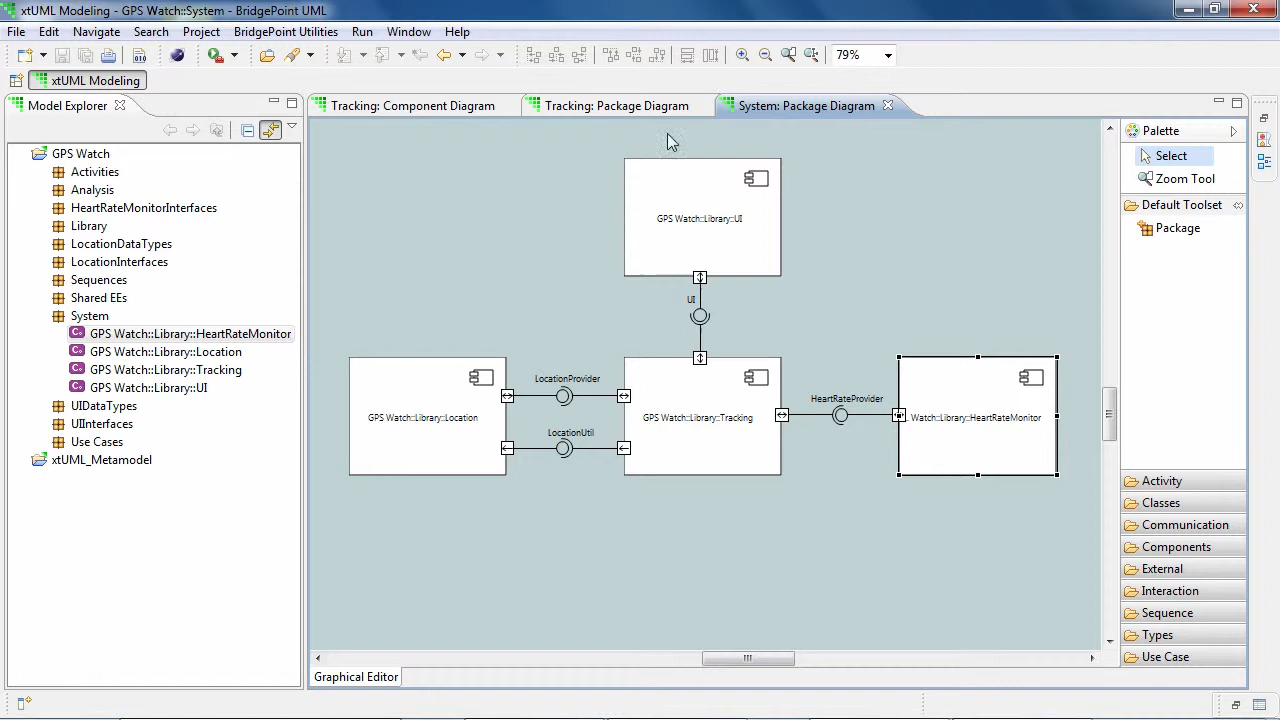 xtUML Modeling - GPS Watch::System - BridgePoint UML
File Edit Navigate Search Project BridgePoint Utilities Run Window Help
79%
xtUML Modeling
Model Explorer
Tracking: Component Diagram
Tracking: Package Diagram
System: Package Diagram
GPS Watch
Activities
Analysis
HeartRateMonitorInterfaces
Library
LocationDataTypes
LocationInterfaces
Sequences
Shared EEs
System
GPS Watch::Library::HeartRateMonitor
GPS Watch::Library::Location
GPS Watch::Library::Tracking
GPS Watch::Library::UI
UIDataTypes
UIInterfaces
Use Cases
xtUML_Metamodel
GPS Watch::Library::UI
UI
LocationProvider
HeartRateProvider
GPS Watch::Library::Location
GPS Watch::Library::Tracking
Watch::Library::HeartRateMonitor
LocationUtil
Graphical Editor
Palette
Select
Zoom Tool
Default Toolset
Package
Activity
Classes
Communication
Components
External
Interaction
Sequence
Types
Use Case